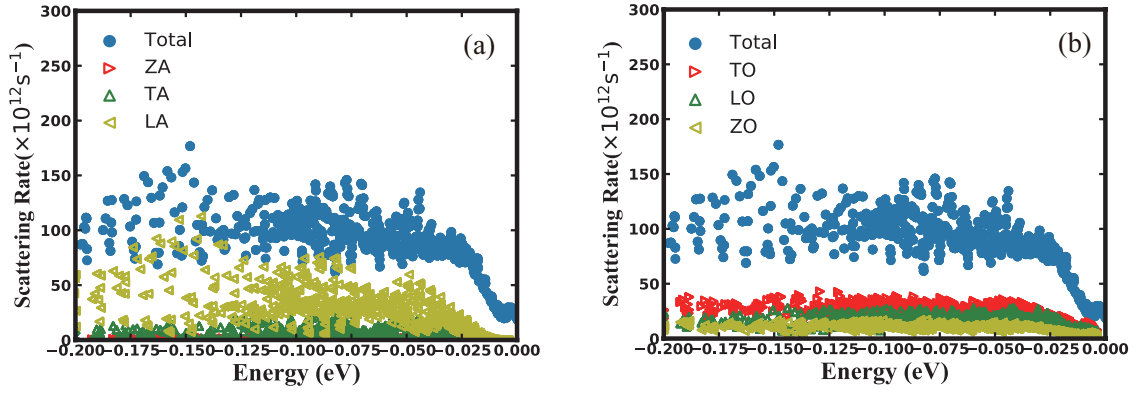 300
250
200
150
100
50
0
Scattering Rate(×10¹²s⁻¹)
Total
ZA
TA
LA
(a)
−0.200−0.175−0.150−0.125−0.100−0.075−0.050−0.025 0.000
Energy (eV)
300
250
200
150
100
50
0
Scattering Rate(×10¹²s⁻¹)
Total
TO
LO
ZO
(b)
−0.200−0.175−0.150−0.125−0.100−0.075−0.050−0.025 0.000
Energy (eV)